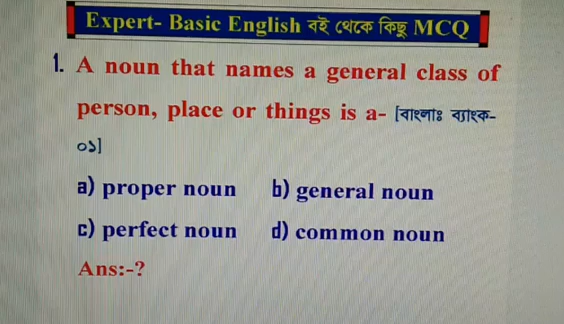 Expert- Basic English বই থেকে কিছু MCQ
1. A noun that names a general class of
person, place or things is a- [বাংলাঃ ব্যাংক-
০১]
a) proper noun b) general noun
c) perfect noun d) common noun
Ans:-?